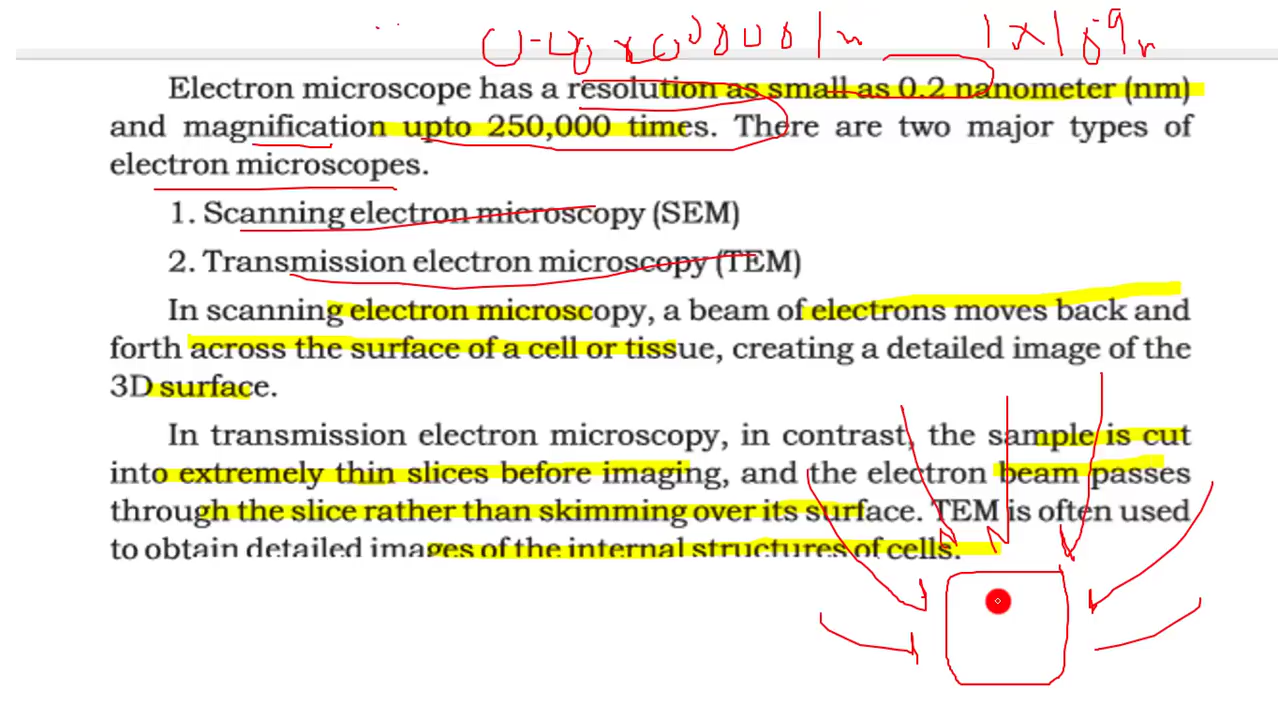 1 x 10⁻⁹
Electron microscope has a resolution as small as 0.2 nanometer (nm)
and magnification upto 250,000 times. There are two major types of
electron microscopes.
1. Scanning electron microscopy (SEM)
2. Transmission electron microscopy (TEM)
In scanning electron microscopy, a beam of electrons moves back and
forth across the surface of a cell or tissue, creating a detailed image of the
3D surface.
In transmission electron microscopy, in contrast, the sample is cut
into extremely thin slices before imaging, and the electron beam passes
through the slice rather than skimming over its surface. TEM is often used
to obtain detailed images of the internal structures of cells.